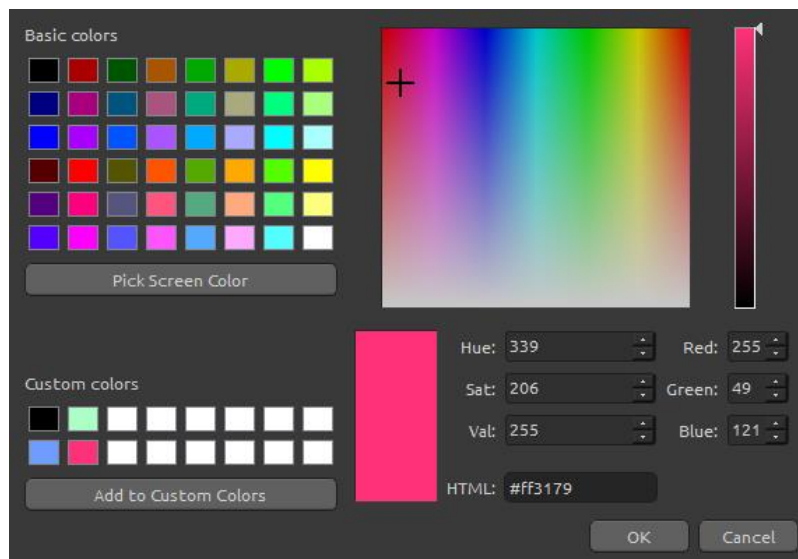 Basic colors
Pick Screen Color
Custom colors
Add to Custom Colors
Hue: 339 Red: 255
Sat: 206 Green: 49
Val: 255 Blue: 121
HTML: #ff3179
OK Cancel